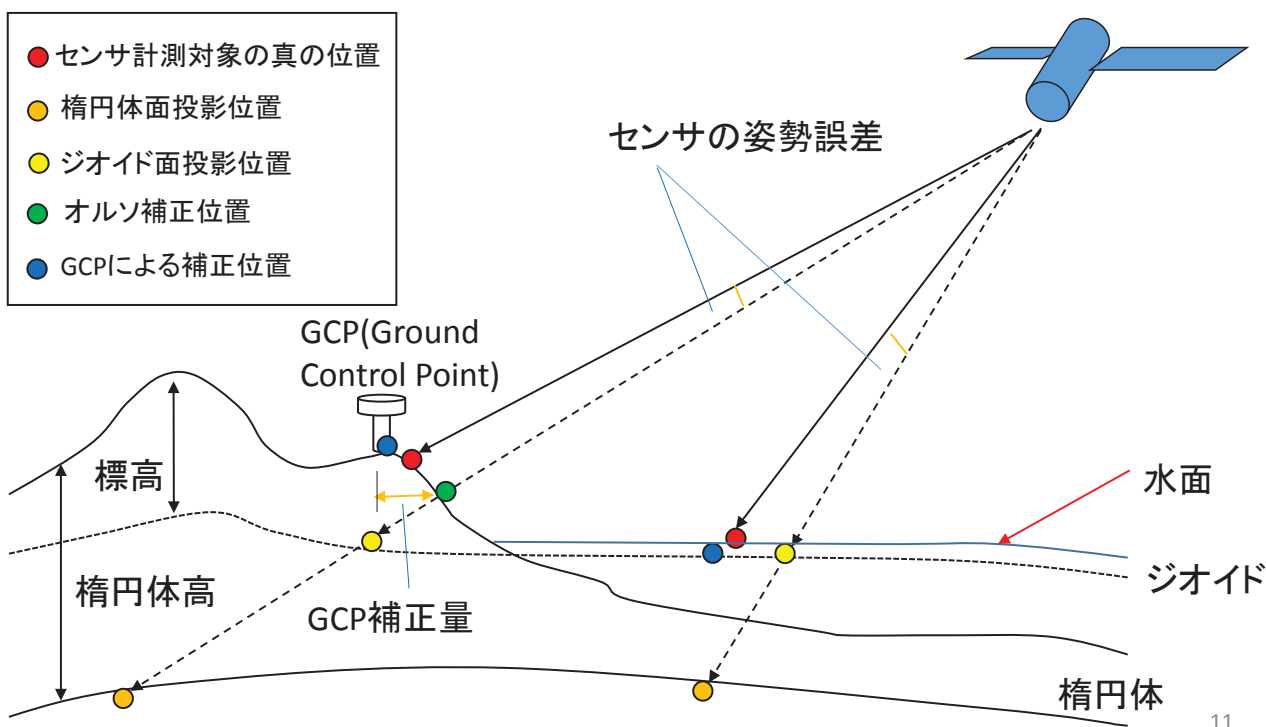 センサ計測対象の真の位置
楕円体面投影位置
ジオイド面投影位置
オルソ補正位置
GCPによる補正位置
センサの姿勢誤差
GCP(Ground
Control Point)
標高
水面
ジオイド
楕円体高
GCP補正量
楕円体
11